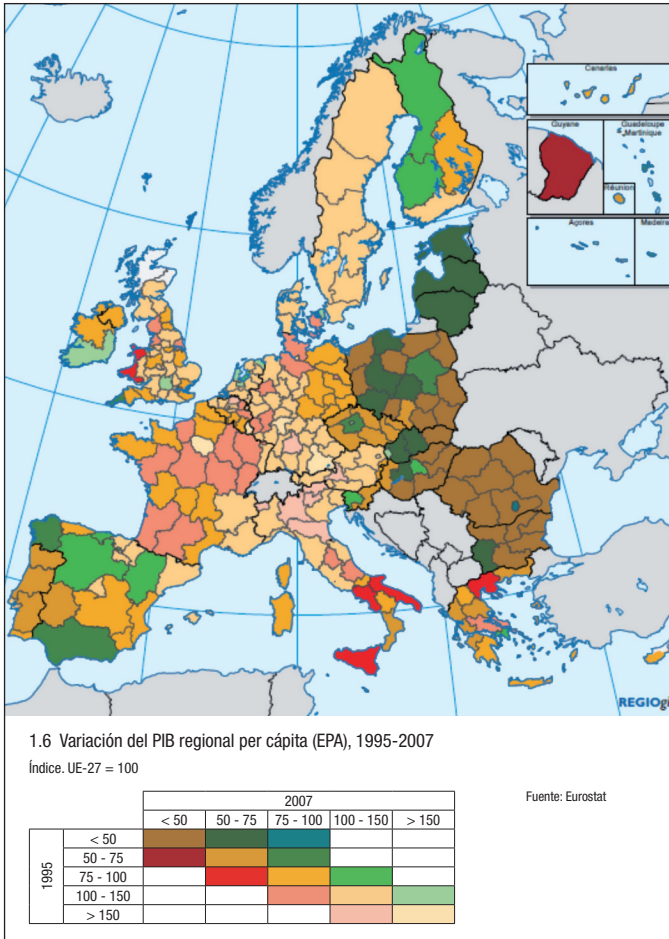 Canarias
Guyane
Guadeloupe
Martinique
Réunion
Açores
Madeira
REGIOgi
1.6 Variación del PIB regional per cápita (EPA), 1995-2007
Índice. UE-27 = 100
Fuente: Eurostat
2007
< 50 50 - 75 75 - 100 100 - 150 > 150
1995
< 50
50 - 75
75 - 100
100 - 150
> 150